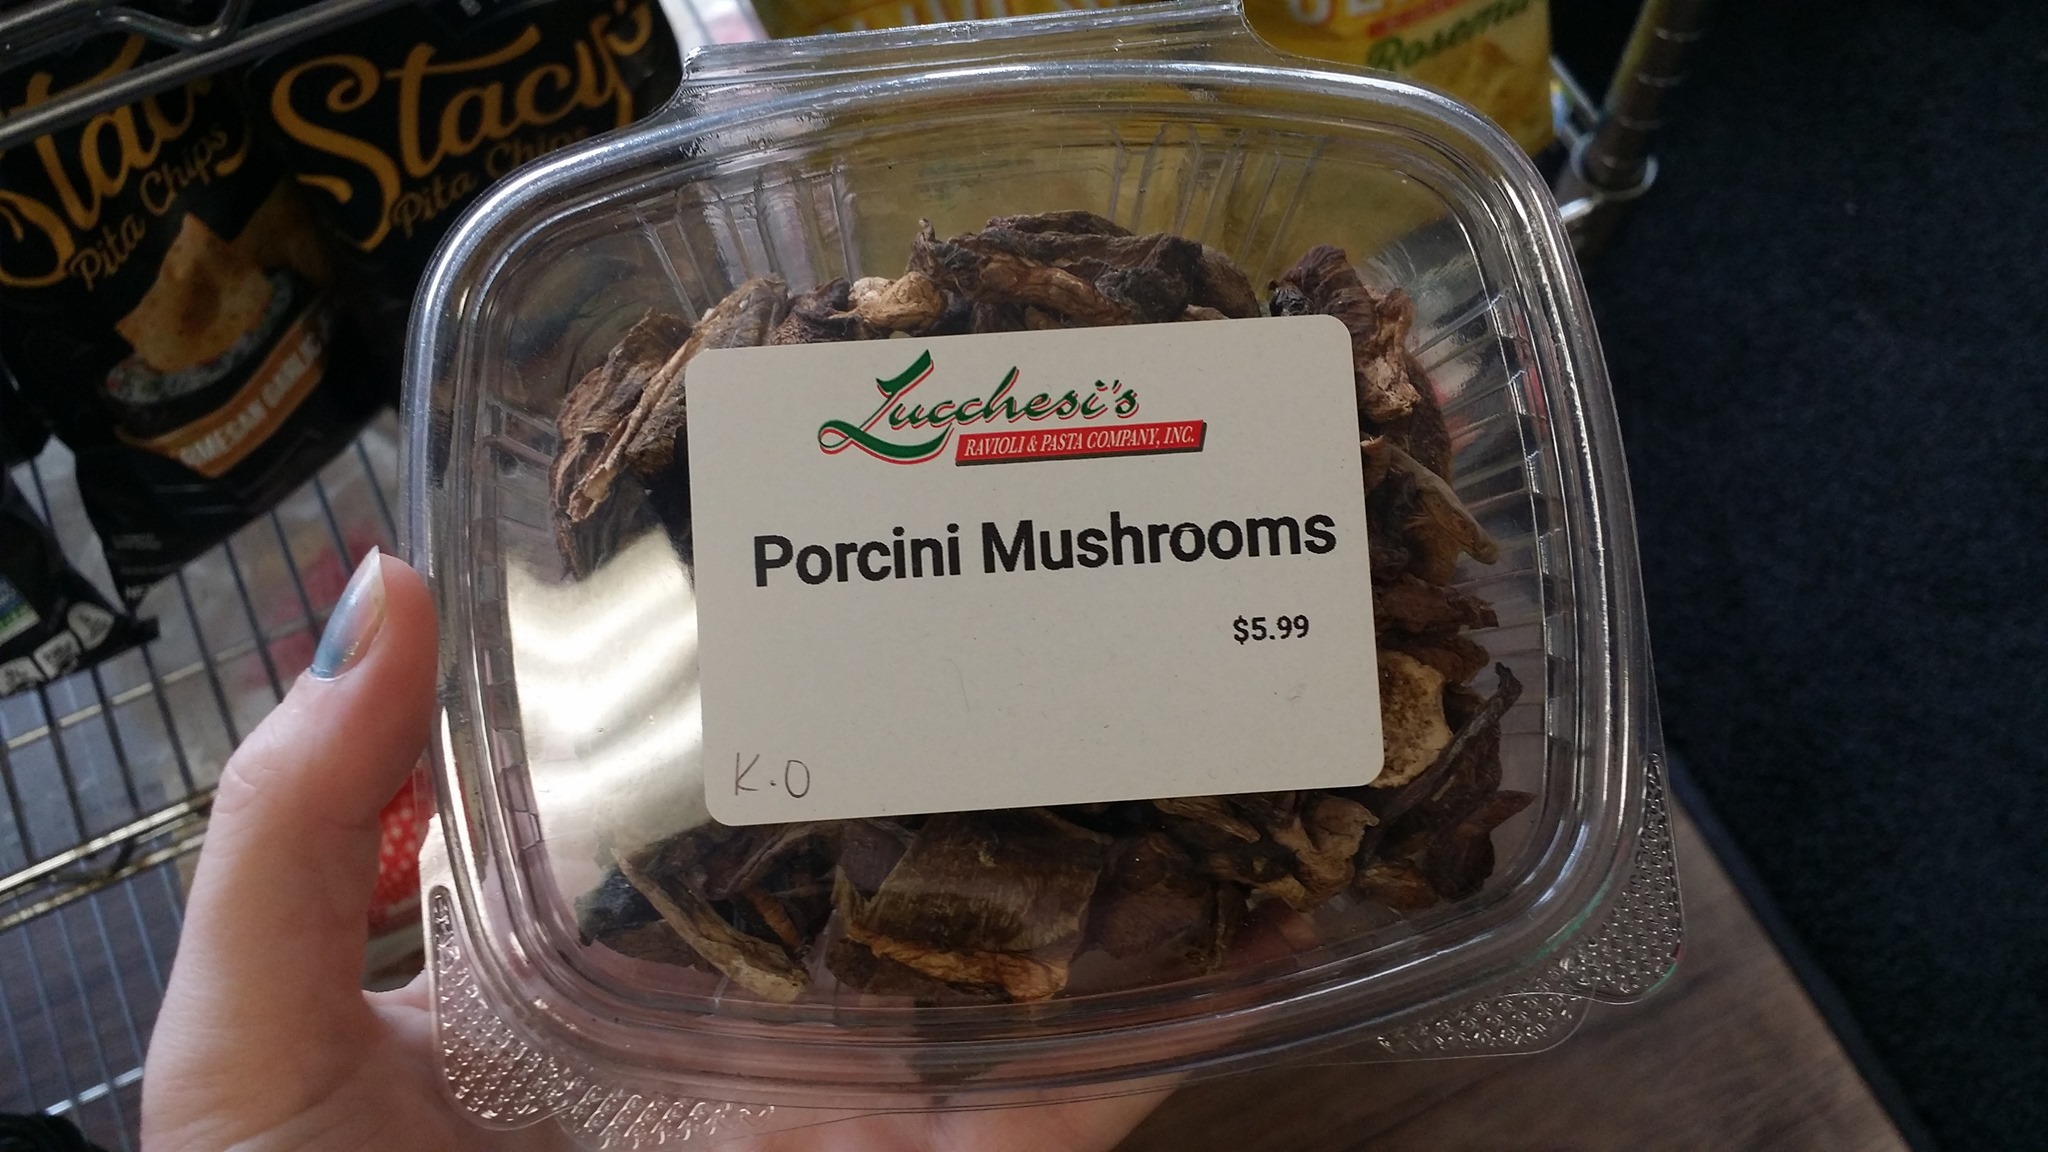 Stacy's
Pita Chips
Stacy's
Pita Chips
Lucchesi's
RAVIOLI & PASTA COMPANY, INC.
Porcini Mushrooms
$5.99
K.O